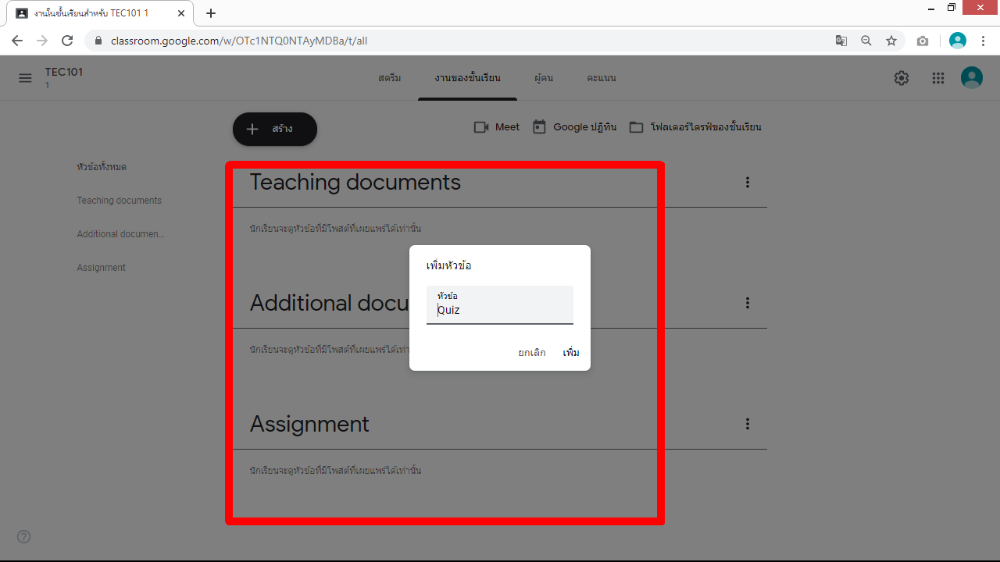 งานในชั้นเรียนสำหรับ TEC101 1
classroom.google.com/w/OTc1NTQ0NTAyMDBa/t/all
TEC101
1
สตรีม
งานของชั้นเรียน
ผู้คน
คะแนน
สร้าง
Meet
Google ปฏิทิน
โฟลเดอร์ไดรฟ์ของชั้นเรียน
หัวข้อทั้งหมด
Teaching documents
Additional documen...
Assignment
Teaching documents
นักเรียนจะดูหัวข้อที่มีโพสต์ที่เผยแพร่ได้เท่านั้น
Additional docu
นักเรียนจะดูหัวข้อที่มีโพสต์ที่เผยแพร่ได้เท่า
เพิ่มหัวข้อ
หัวข้อ
Quiz
ยกเลิก
เพิ่ม
Assignment
นักเรียนจะดูหัวข้อที่มีโพสต์ที่เผยแพร่ได้เท่านั้น